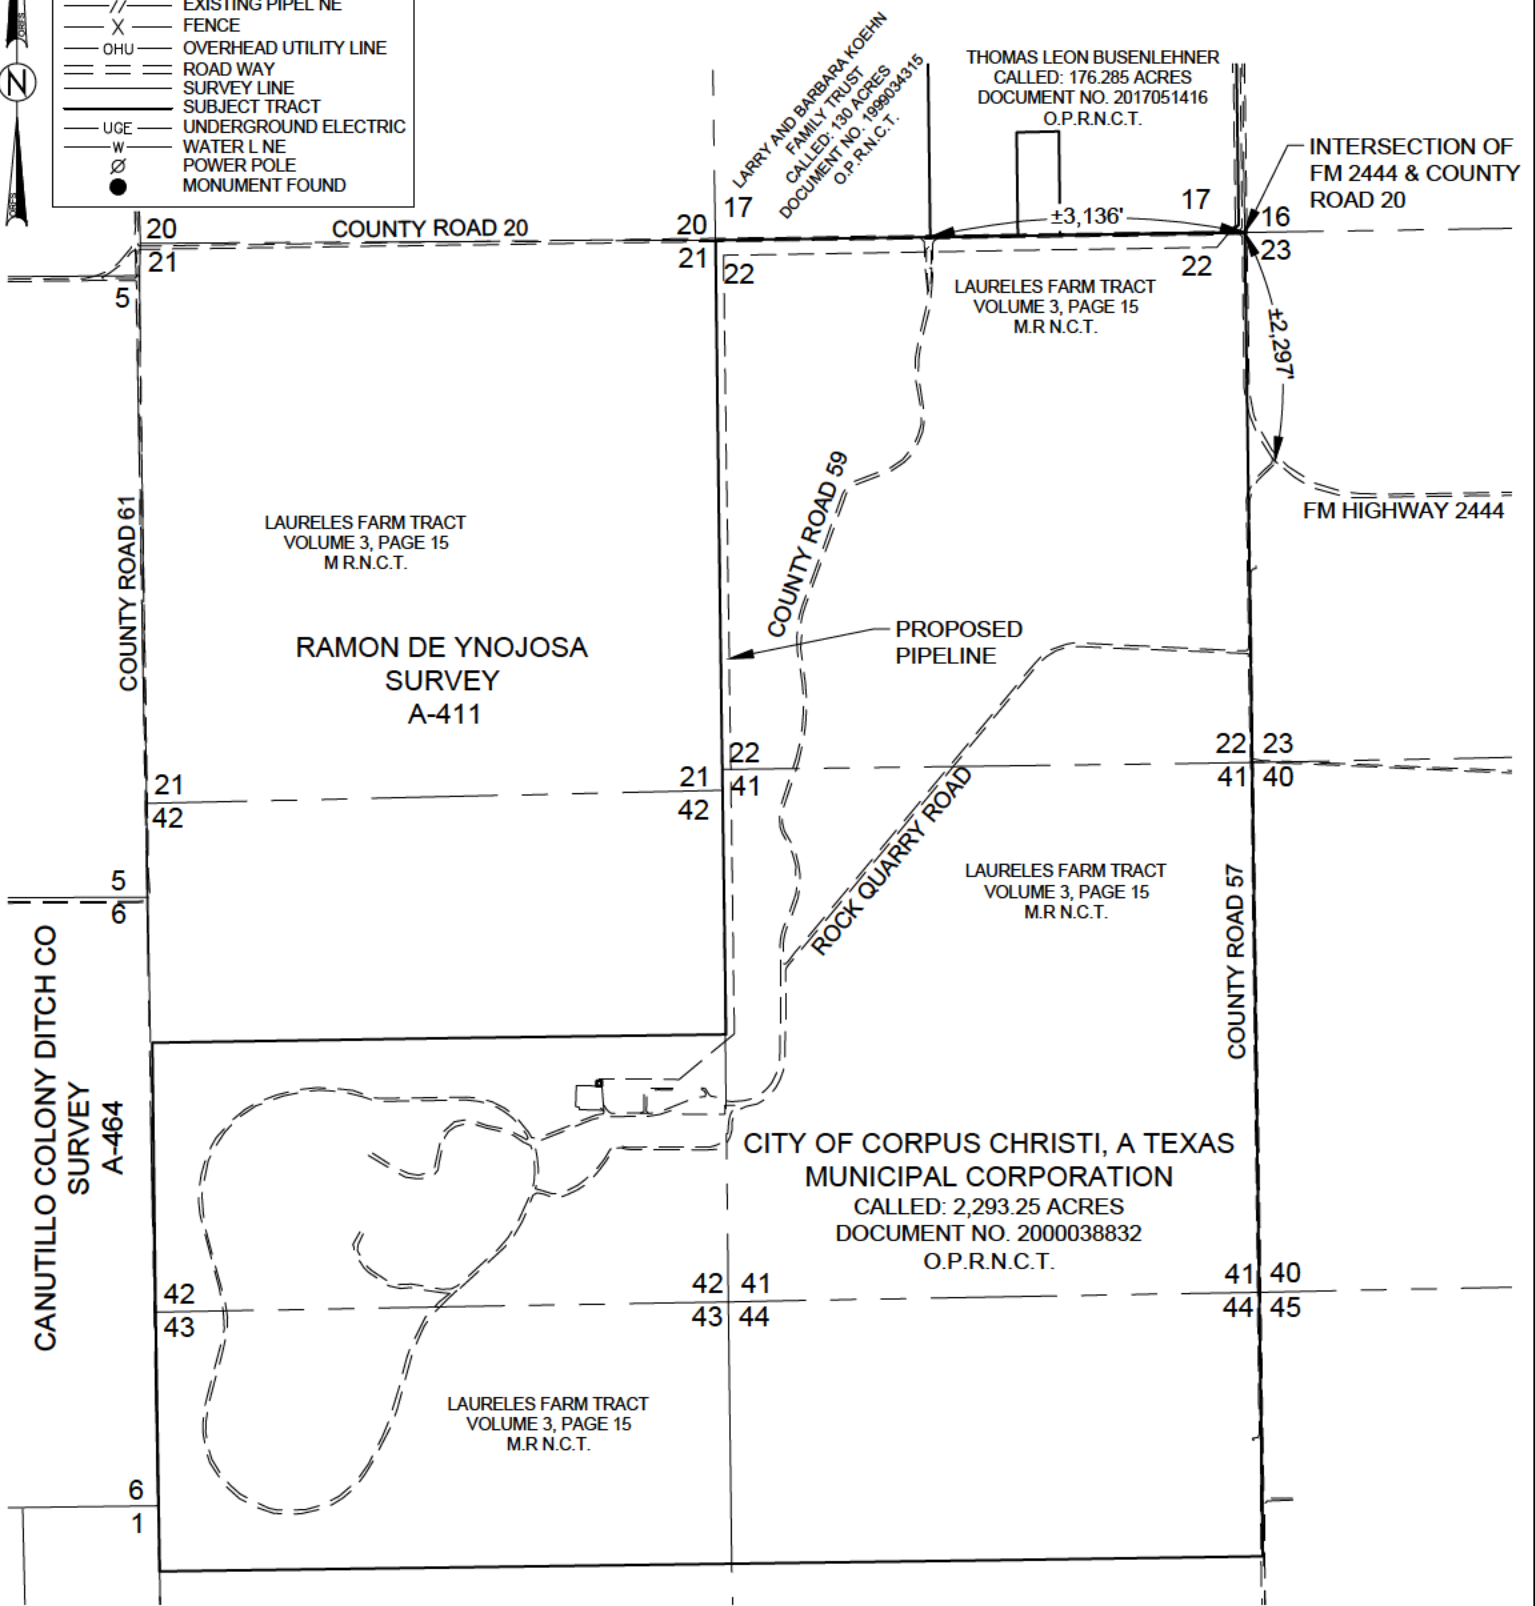 EXISTING PIPEL NE
X FENCE
OHU OVERHEAD UTILITY LINE
ROAD WAY
SURVEY LINE
SUBJECT TRACT
UGE UNDERGROUND ELECTRIC
W WATER L NE
POWER POLE
MONUMENT FOUND
N
LARRY AND BARBARA KOEHN
FAMILY TRUST
CALLED: 130 ACRES
DOCUMENT NO. 1999034315
O.P.R.N.C.T.
THOMAS LEON BUSENLEHNER
CALLED: 176.285 ACRES
DOCUMENT NO. 2017051416
O.P.R.N.C.T.
INTERSECTION OF
FM 2444 & COUNTY
ROAD 20
20
21
5
COUNTY ROAD 20
20
21
17
22
±3,136'
17
22
16
23
LAURELES FARM TRACT
VOLUME 3, PAGE 15
M.R N.C.T.
±2,297'
FM HIGHWAY 2444
COUNTY ROAD 61
LAURELES FARM TRACT
VOLUME 3, PAGE 15
M R.N.C.T.
COUNTY ROAD 59
RAMON DE YNOJOSA
SURVEY
A-411
PROPOSED
PIPELINE
21
42
21
42
22
41
22
41
23
40
ROCK QUARRY ROAD
LAURELES FARM TRACT
VOLUME 3, PAGE 15
M.R N.C.T.
COUNTY ROAD 57
5
6
CANUTILLO COLONY DITCH CO
SURVEY
A-464
CITY OF CORPUS CHRISTI, A TEXAS
MUNICIPAL CORPORATION
CALLED: 2,293.25 ACRES
DOCUMENT NO. 2000038832
O.P.R.N.C.T.
42
43
42
43
41
44
41
44
40
45
LAURELES FARM TRACT
VOLUME 3, PAGE 15
M.R N.C.T.
6
1